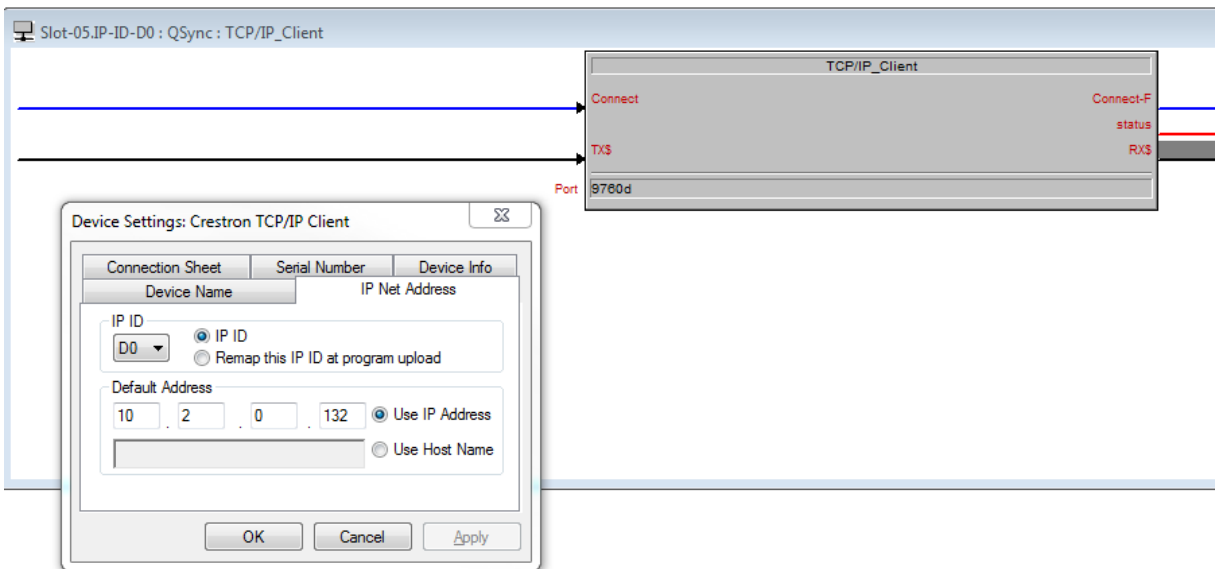 Slot-05.IP-ID-D0 : QSync : TCP/IP_Client
TCP/IP_Client
Connect Connect-F
status
TX$ RX$
Port 9760d
Device Settings: Crestron TCP/IP Client
Connection Sheet Serial Number Device Info
Device Name IP Net Address
IP ID
D0 IP ID
Remap this IP ID at program upload
Default Address
10 . 2 . 0 . 132 Use IP Address
Use Host Name
OK Cancel Apply